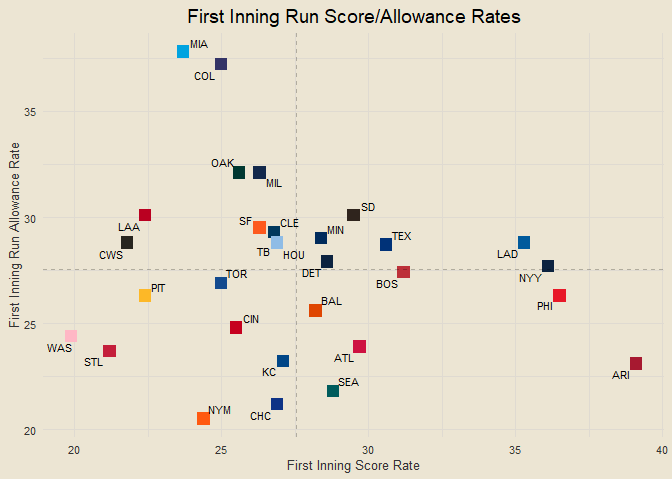 First Inning Run Score/Allowance Rates
MIA
COL
35
OAK
MIL
SD
30
LAA
SF
CLE
MIN
TEX
CWS
TB
HOU
LAD
DET
BOS
NYY
TOR
PIT
BAL
PHI
CIN
25
WAS
STL
ATL
KC
ARI
SEA
NYM
CHC
20
First Inning Run Allowance Rate
20
25
30
35
40
First Inning Score Rate